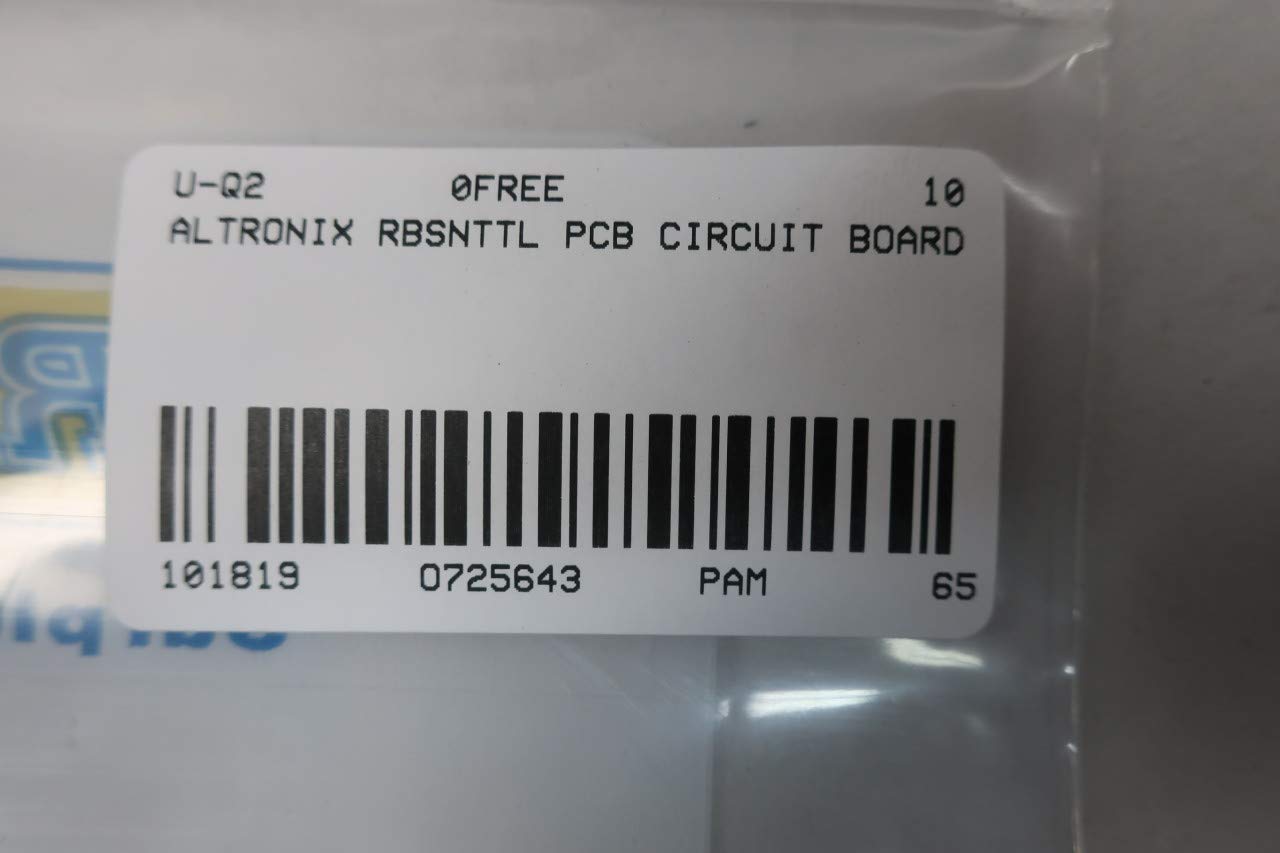 U-Q2 0FREE 10
ALTRONIX RBSNTTL PCB CIRCUIT BOARD
101819 0725643 PAM 65